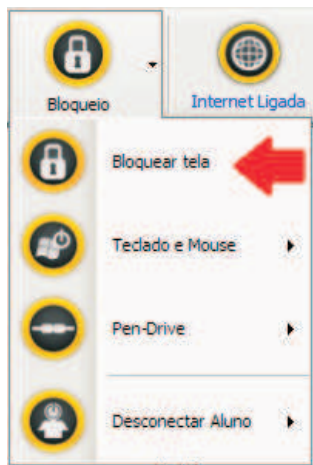 Bloqueio
Internet Ligada
Bloquear tela
Teclado e Mouse
Pen-Drive
Desconectar Aluno